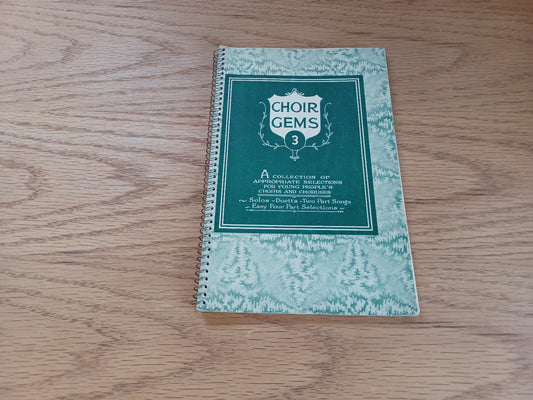 CHOIR
GEMS
3
A COLLECTION OF
APPROPRIATE SELECTIONS
FOR YOUNG PEOPLE'S
CHOIRS AND CHORUSES
~ Solos ~ Duets ~ Two Part Songs
~ Easy Four Part Selections ~